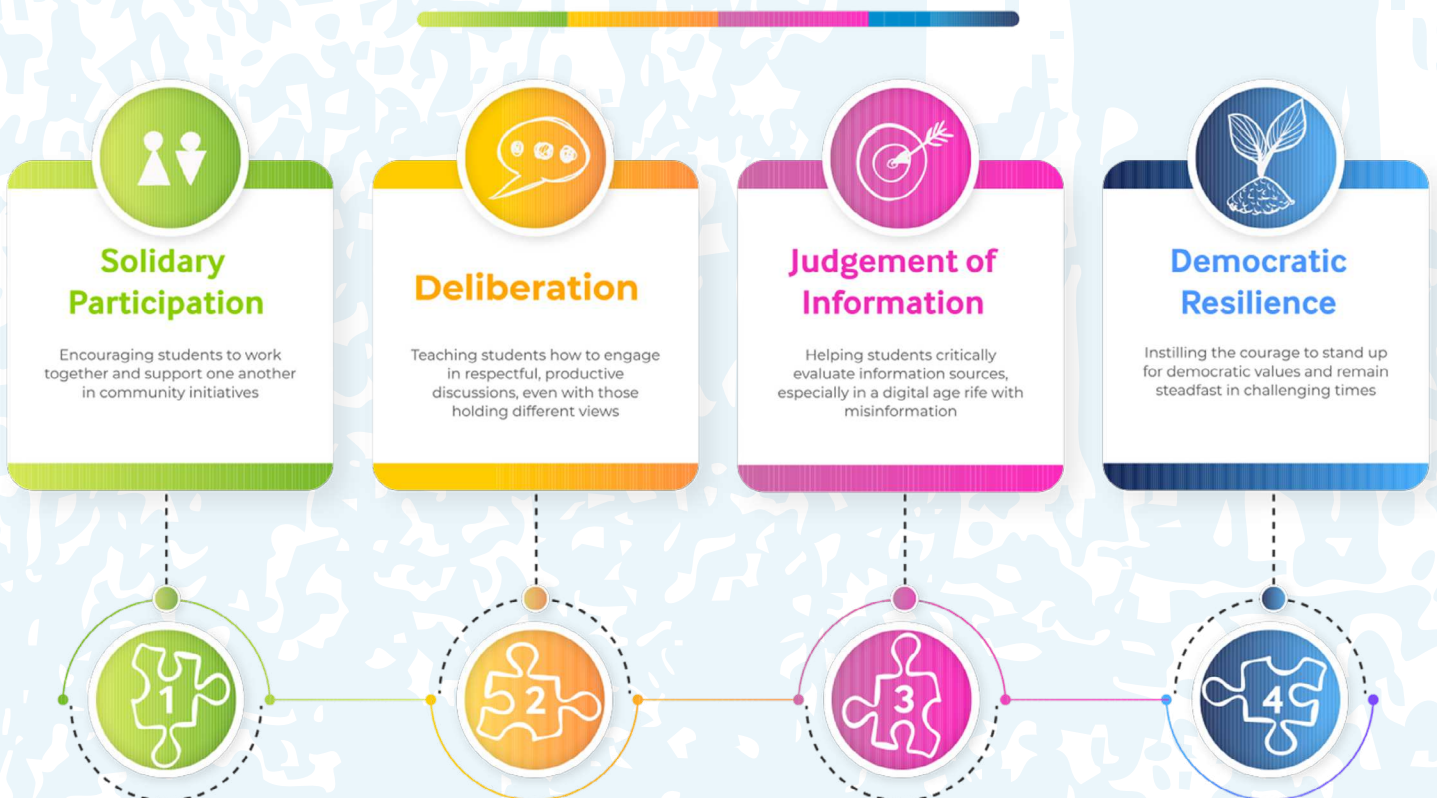 Solidary
Participation
Encouraging students to work
together and support one another
in community initiatives
Deliberation
Teaching students how to engage
in respectful, productive
discussions, even with those
holding different views
Judgement of
Information
Helping students critically
evaluate information sources,
especially in a digital age rife with
misinformation
Democratic
Resilience
Instilling the courage to stand up
for democratic values and remain
steadfast in challenging times
1
2
3
4